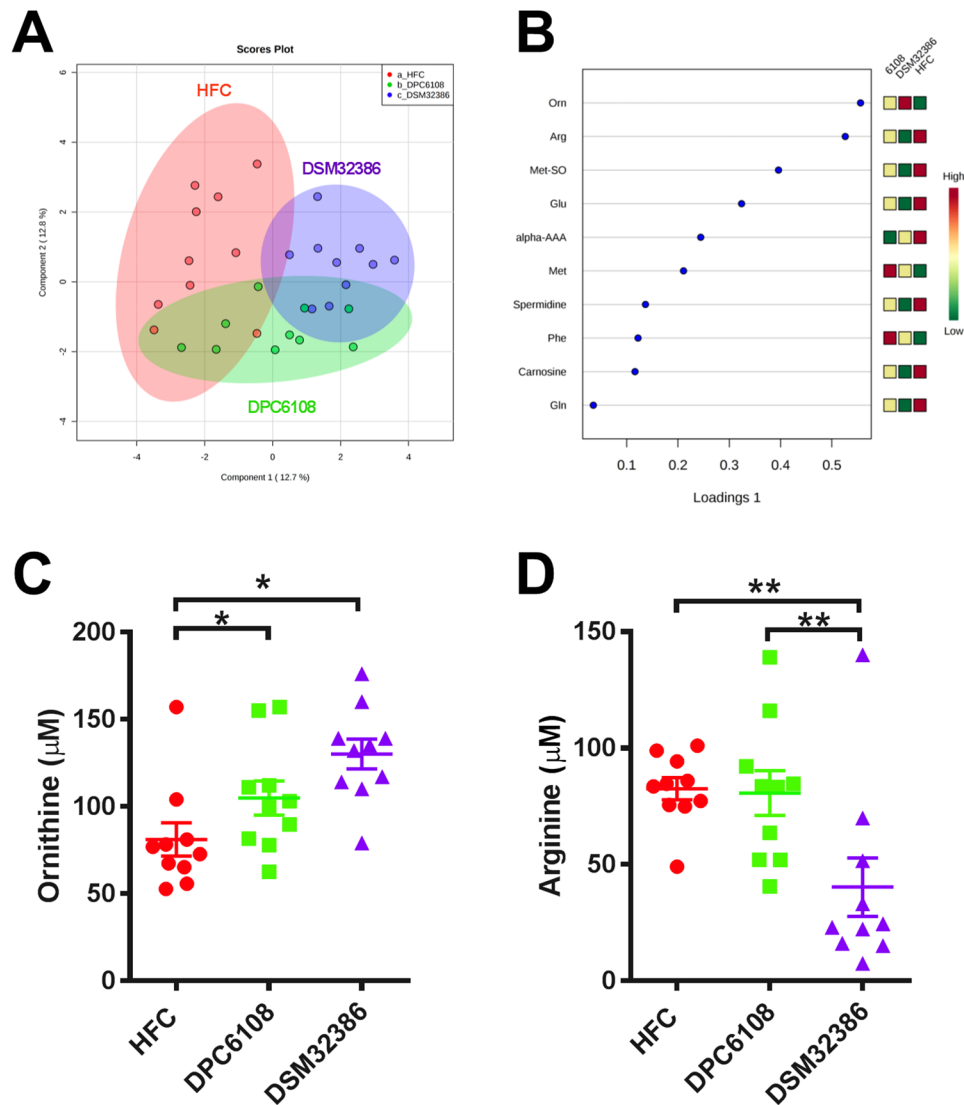 A
Scores Plot
a_HFC
b_DPC6108
c_DSM32386
HFC
DSM32386
DPC6108
6
4
2
0
-2
-4
Component 2 ( 12.8 %)
-4
-2
0
2
4
Component 1 ( 12.7 %)
B
6108
DSM32386
HFC
Orn
Arg
Met-SO
Glu
alpha-AAA
Met
Spermidine
Phe
Carnosine
Gln
High
Low
0.1
0.2
0.3
0.4
0.5
Loadings 1
C
*
*
200
150
100
50
0
Ornithine (µM)
HFC
DPC6108
DSM32386
D
**
**
150
100
50
0
Arginine (µM)
HFC
DPC6108
DSM32386